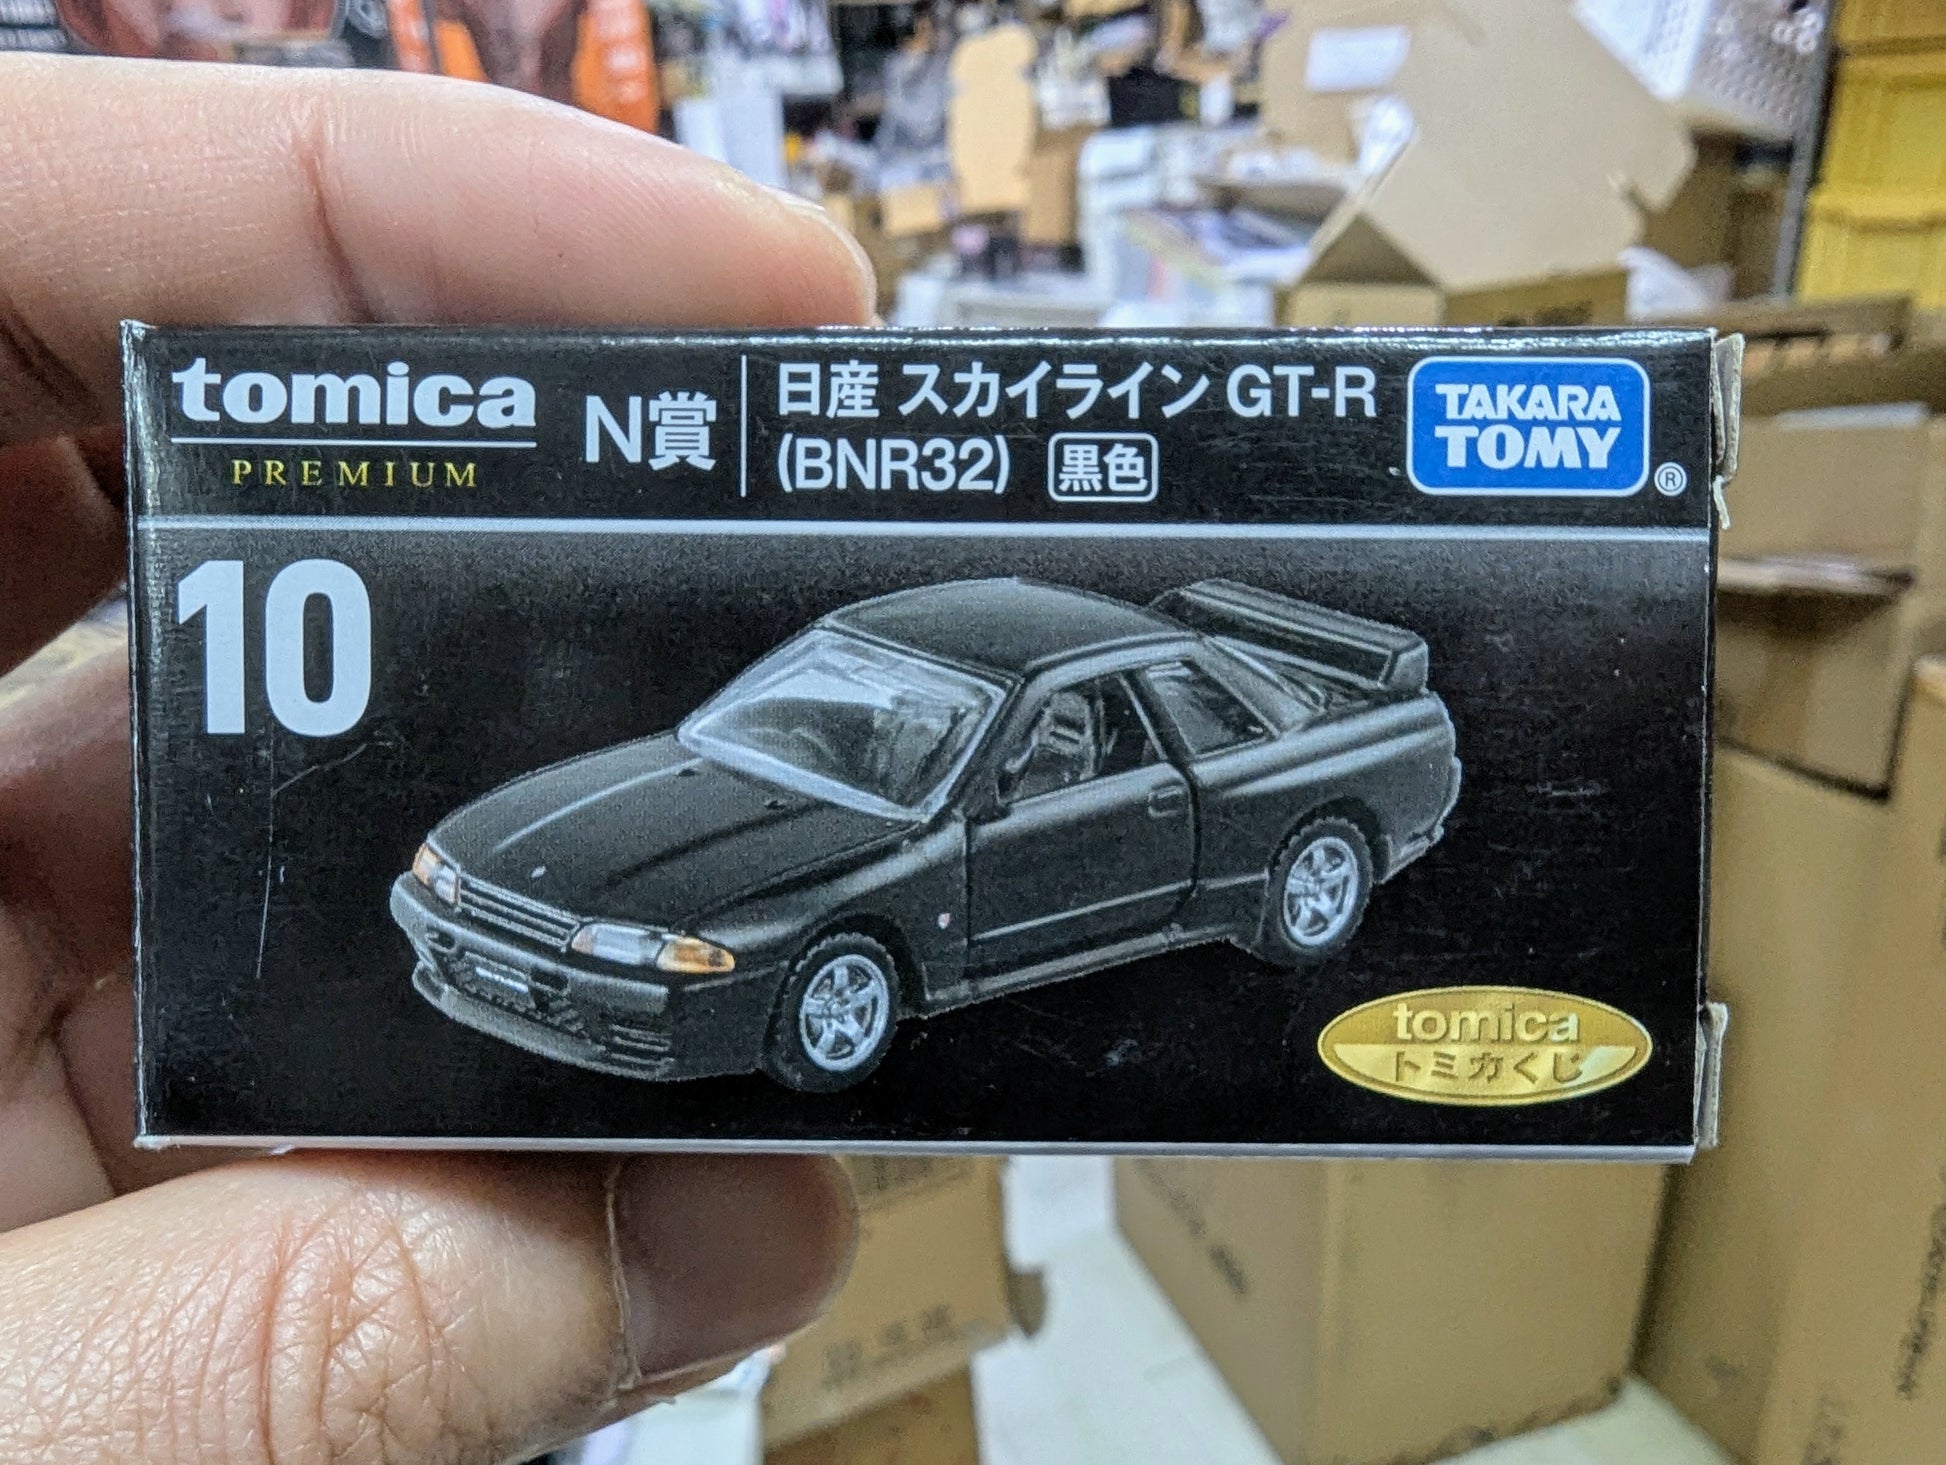 tomica
PREMIUM
N賞
日産 スカイライン GT-R
(BNR32) 黒色
TAKARA
TOMY
®
10
tomica
トミカくじ